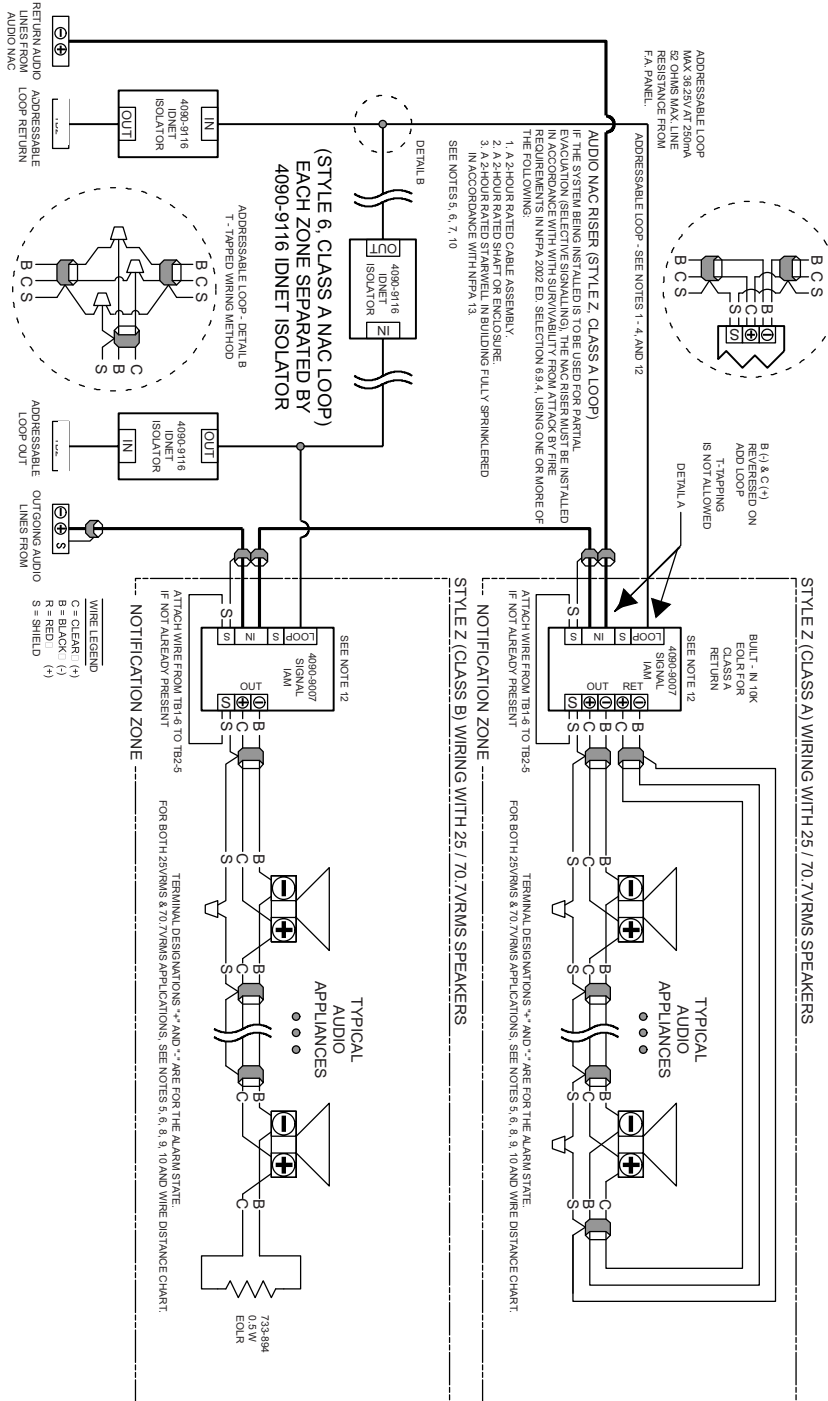 STYLE Z (CLASS A) WIRING WITH 25 / 70.7VRMS SPEAKERS
BUILT - IN 10K
EOLR FOR
CLASS A
RETURN
SEE NOTE 12
4090-9007
SIGNAL
IAM
LOOP
S
IN
S
RET
OUT
S
S
S
ATTACH WIRE FROM TB1-6 TO TB2-5
IF NOT ALREADY PRESENT
B
C
B
C
S
B
C
S
B
C
S
B
C
S
C
B
S
TYPICAL
AUDIO
APPLIANCES
TERMINAL DESIGNATIONS "+" AND "-" ARE FOR THE ALARM STATE.
FOR BOTH 25VRMS & 70.7VRMS APPLICATIONS, SEE NOTES 5, 6, 8, 9, 10 AND WIRE DISTANCE CHART.
NOTIFICATION ZONE
STYLE Z (CLASS B) WIRING WITH 25 / 70.7VRMS SPEAKERS
SEE NOTE 12
4090-9007
SIGNAL
IAM
LOOP
S
IN
S
OUT
S
S
S
ATTACH WIRE FROM TB1-6 TO TB2-5
IF NOT ALREADY PRESENT
B
C
S
B
C
S
B
C
S
B
C
S
B
C
TYPICAL
AUDIO
APPLIANCES
733-894
0.5 W
EOLR
TERMINAL DESIGNATIONS "+" AND "-" ARE FOR THE ALARM STATE.
FOR BOTH 25VRMS & 70.7VRMS APPLICATIONS, SEE NOTES 5, 6, 8, 9, 10 AND WIRE DISTANCE CHART.
NOTIFICATION ZONE
ADDRESSABLE LOOP
MAX 36.25V AT 250mA
52 OHMS MAX. LINE
RESISTANCE FROM
F.A. PANEL.
B
C
S
B
C
S
S
C
B
S
B (-) & C (+)
REVERESED ON
ADD LOOP
T-TAPPING
IS NOT ALLOWED
DETAIL A
ADDRESSABLE LOOP - SEE NOTES 1 - 4, AND 12
AUDIO NAC RISER (STYLE Z, CLASS A LOOP)
IF THE SYSTEM BEING INSTALLED IS TO BE USED FOR PARTIAL
EVACUATION (SELECTIVE SIGNALLING), THE NAC RISER MUST BE INSTALLED
IN ACCORDANCE WITH WITH SURVIVABILITY FROM ATTACK BY FIRE
REQUIREMENTS IN NFPA 2002 ED. SELECTION 6.9.4, USING ONE OR MORE OF
THE FOLLOWING:
1. A 2-HOUR RATED CABLE ASSEMBLY.
2. A 2-HOUR RATED SHAFT OR ENCLOSURE.
3. A 2-HOUR RATED STAIRWELL IN BUILDING FULLY SPRINKLERED
IN ACCORDANCE WITH NFPA 13.
SEE NOTES 5, 6, 7, 10
DETAIL B
4090-9116
IDNET
ISOLATOR
OUT
IN
(STYLE 6, CLASS A NAC LOOP)
EACH ZONE SEPARATED BY
4090-9116 IDNET ISOLATOR
RETURN AUDIO
LINES FROM
AUDIO NAC
IN
4090-9116
IDNET
ISOLATOR
OUT
ADDRESSABLE
LOOP RETURN
B
C
S
B
C
S
S
B
C
ADDRESSABLE LOOP - DETAIL B
T - TAPPED WIRING METHOD
OUT
4090-9116
IDNET
ISOLATOR
IN
ADDRESSABLE
LOOP OUT
S
OUTGOING AUDIO
LINES FROM
WIRE LEGEND
C = CLEAR (+)
B = BLACK (-)
R = RED (+)
S = SHIELD